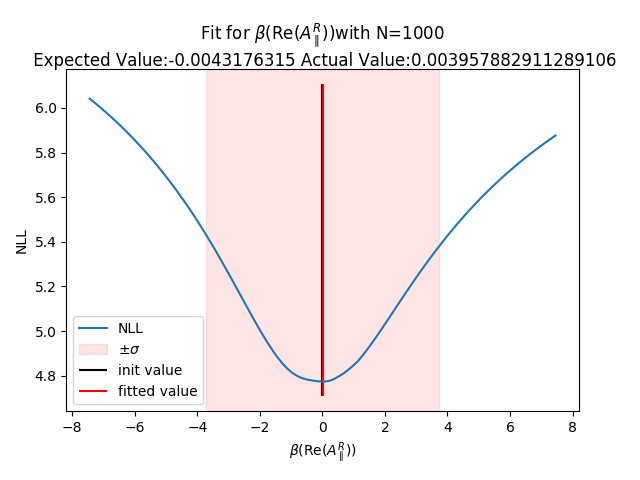 Fit for β(Re(A_∥^R))with N=1000
Expected Value:-0.0043176315 Actual Value:0.003957882911289106
6.0
5.8
5.6
5.4
5.2
5.0
4.8
NLL
NLL
±σ
init value
fitted value
−8 −6 −4 −2 0 2 4 6 8
β(Re(A_∥^R))